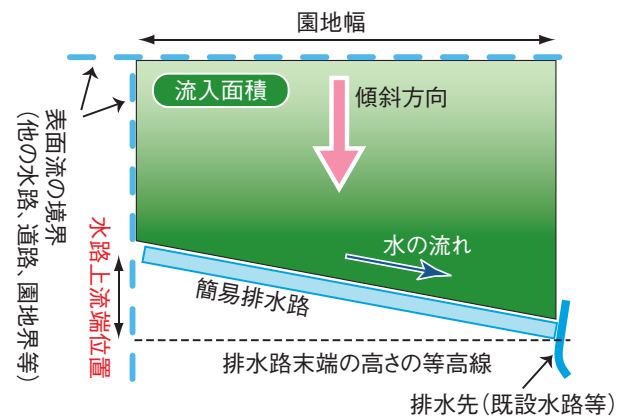 園地幅
流入面積
傾斜方向
表面流の境界
(他の水路、道路、園地界等)
水路上流端位置
水の流れ
簡易排水路
排水路末端の高さの等高線
排水先(既設水路等)